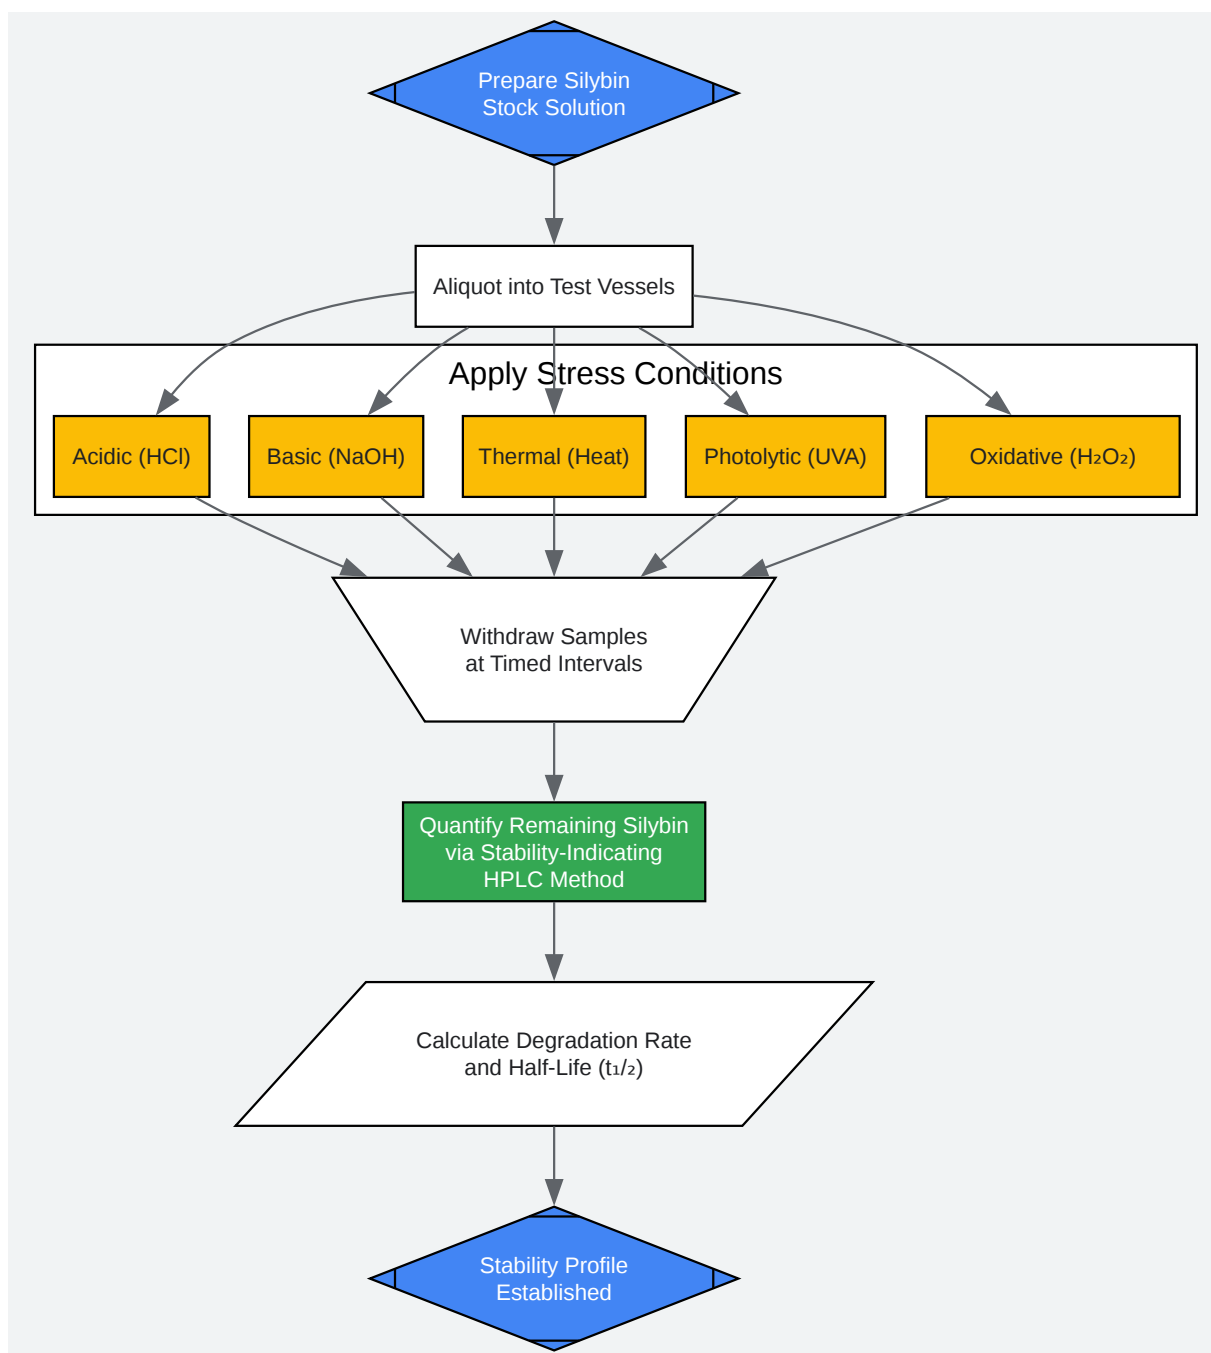 Prepare Silybin
Stock Solution
Aliquot into Test Vessels
Apply Stress Conditions
Acidic (HCl)
Basic (NaOH)
Thermal (Heat)
Photolytic (UVA)
Oxidative (H₂O₂)
Withdraw Samples
at Timed Intervals
Quantify Remaining Silybin
via Stability-Indicating
HPLC Method
Calculate Degradation Rate
and Half-Life (t₁/₂)
Stability Profile
Established